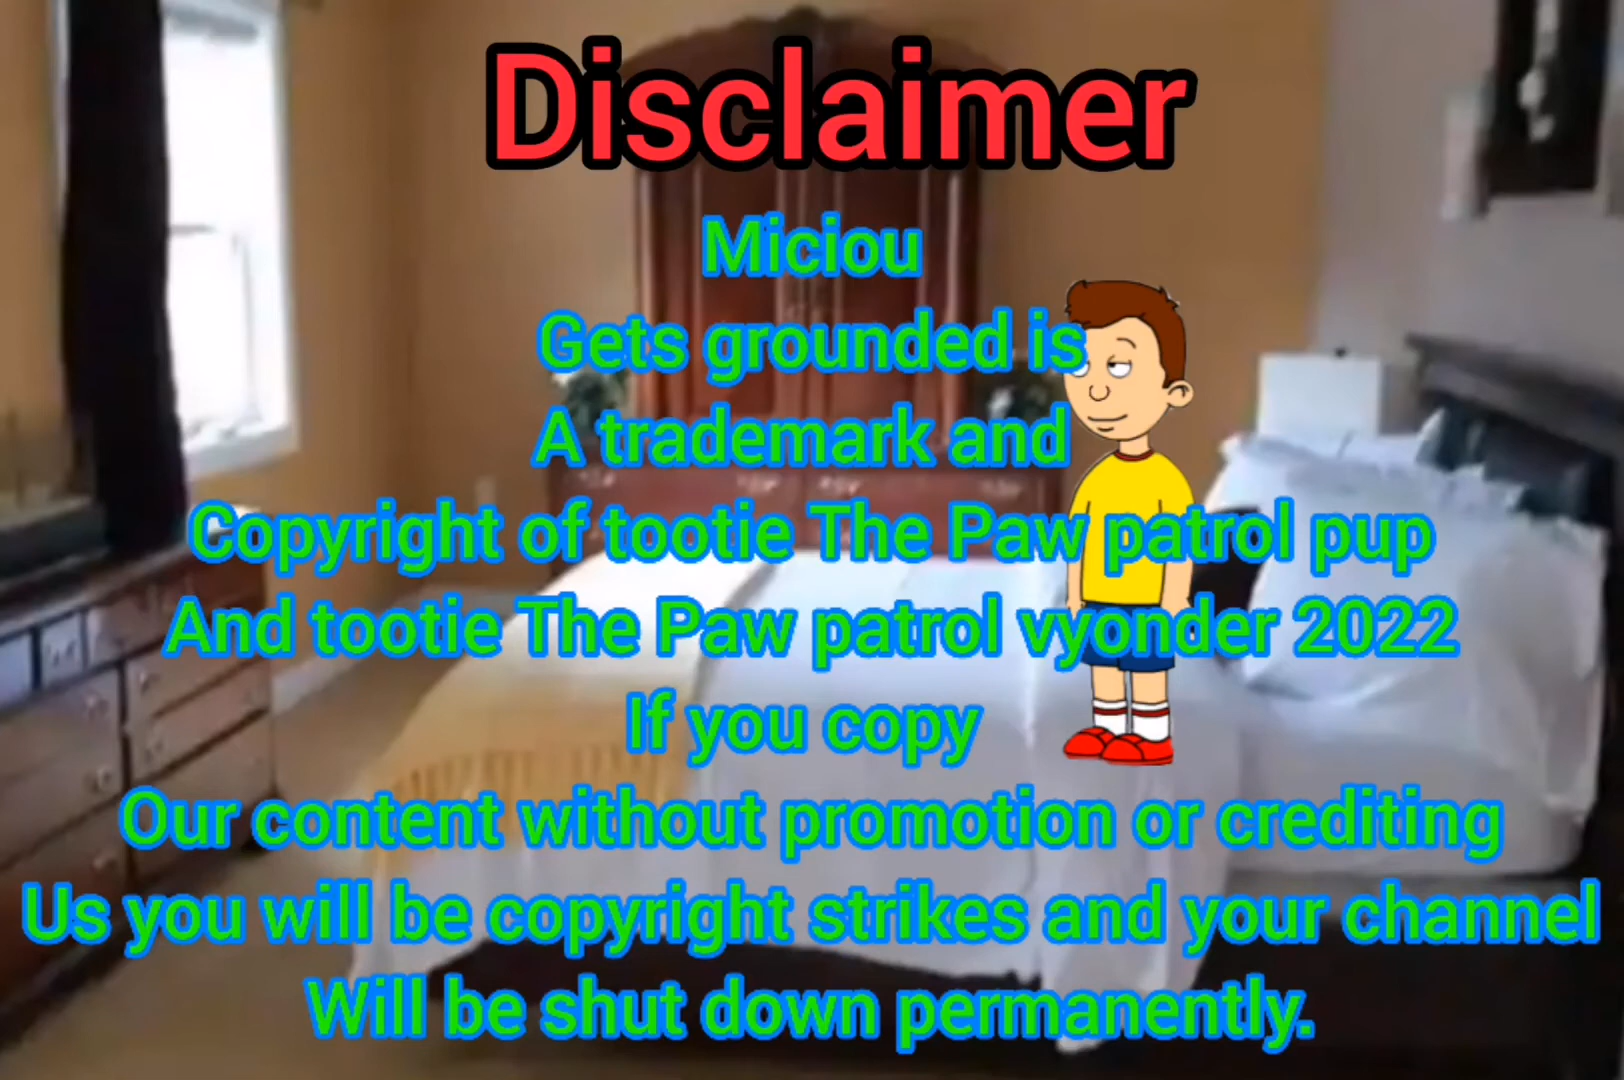 Disclaimer
Miciou
Gets grounded is
A trademark and
Copyright of tootie The Paw patrol pup
And tootie The Paw patrol vyonder 2022
If you copy
Our content without promotion or crediting
Us you will be copyright strikes and your channel
Will be shut down permanently.